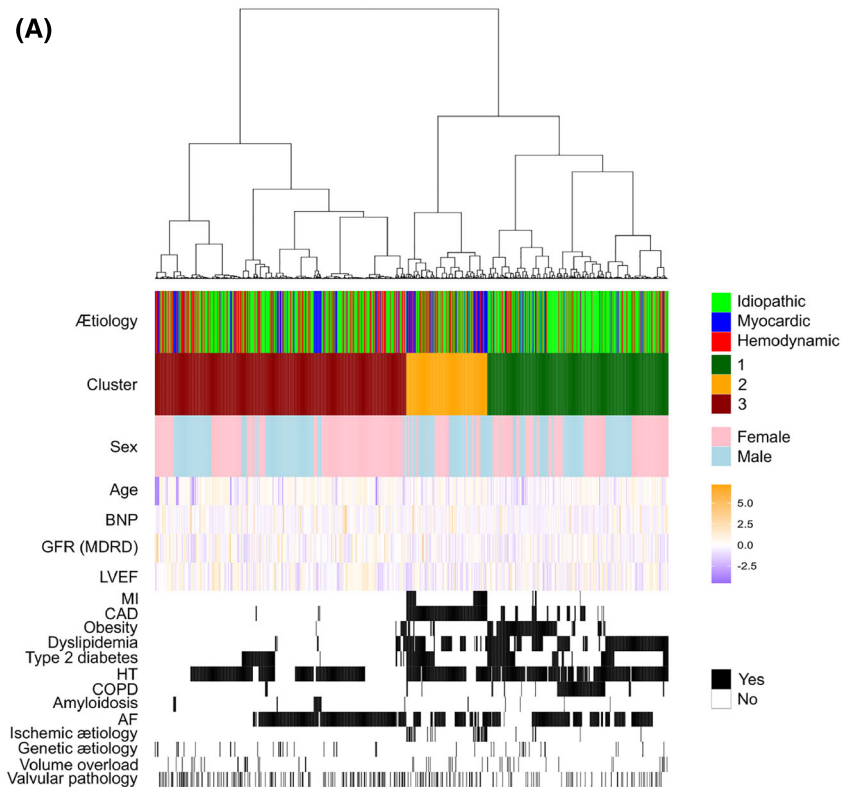 (A)
Ætiology
Cluster
Sex
Age
BNP
GFR (MDRD)
LVEF
MI
CAD
Obesity
Dyslipidemia
Type 2 diabetes
HT
COPD
Amyloidosis
AF
Ischemic ætiology
Genetic ætiology
Volume overload
Valvular pathology
Idiopathic
Myocardic
Hemodynamic
1
2
3
Female
Male
5.0
2.5
0.0
-2.5
Yes
No